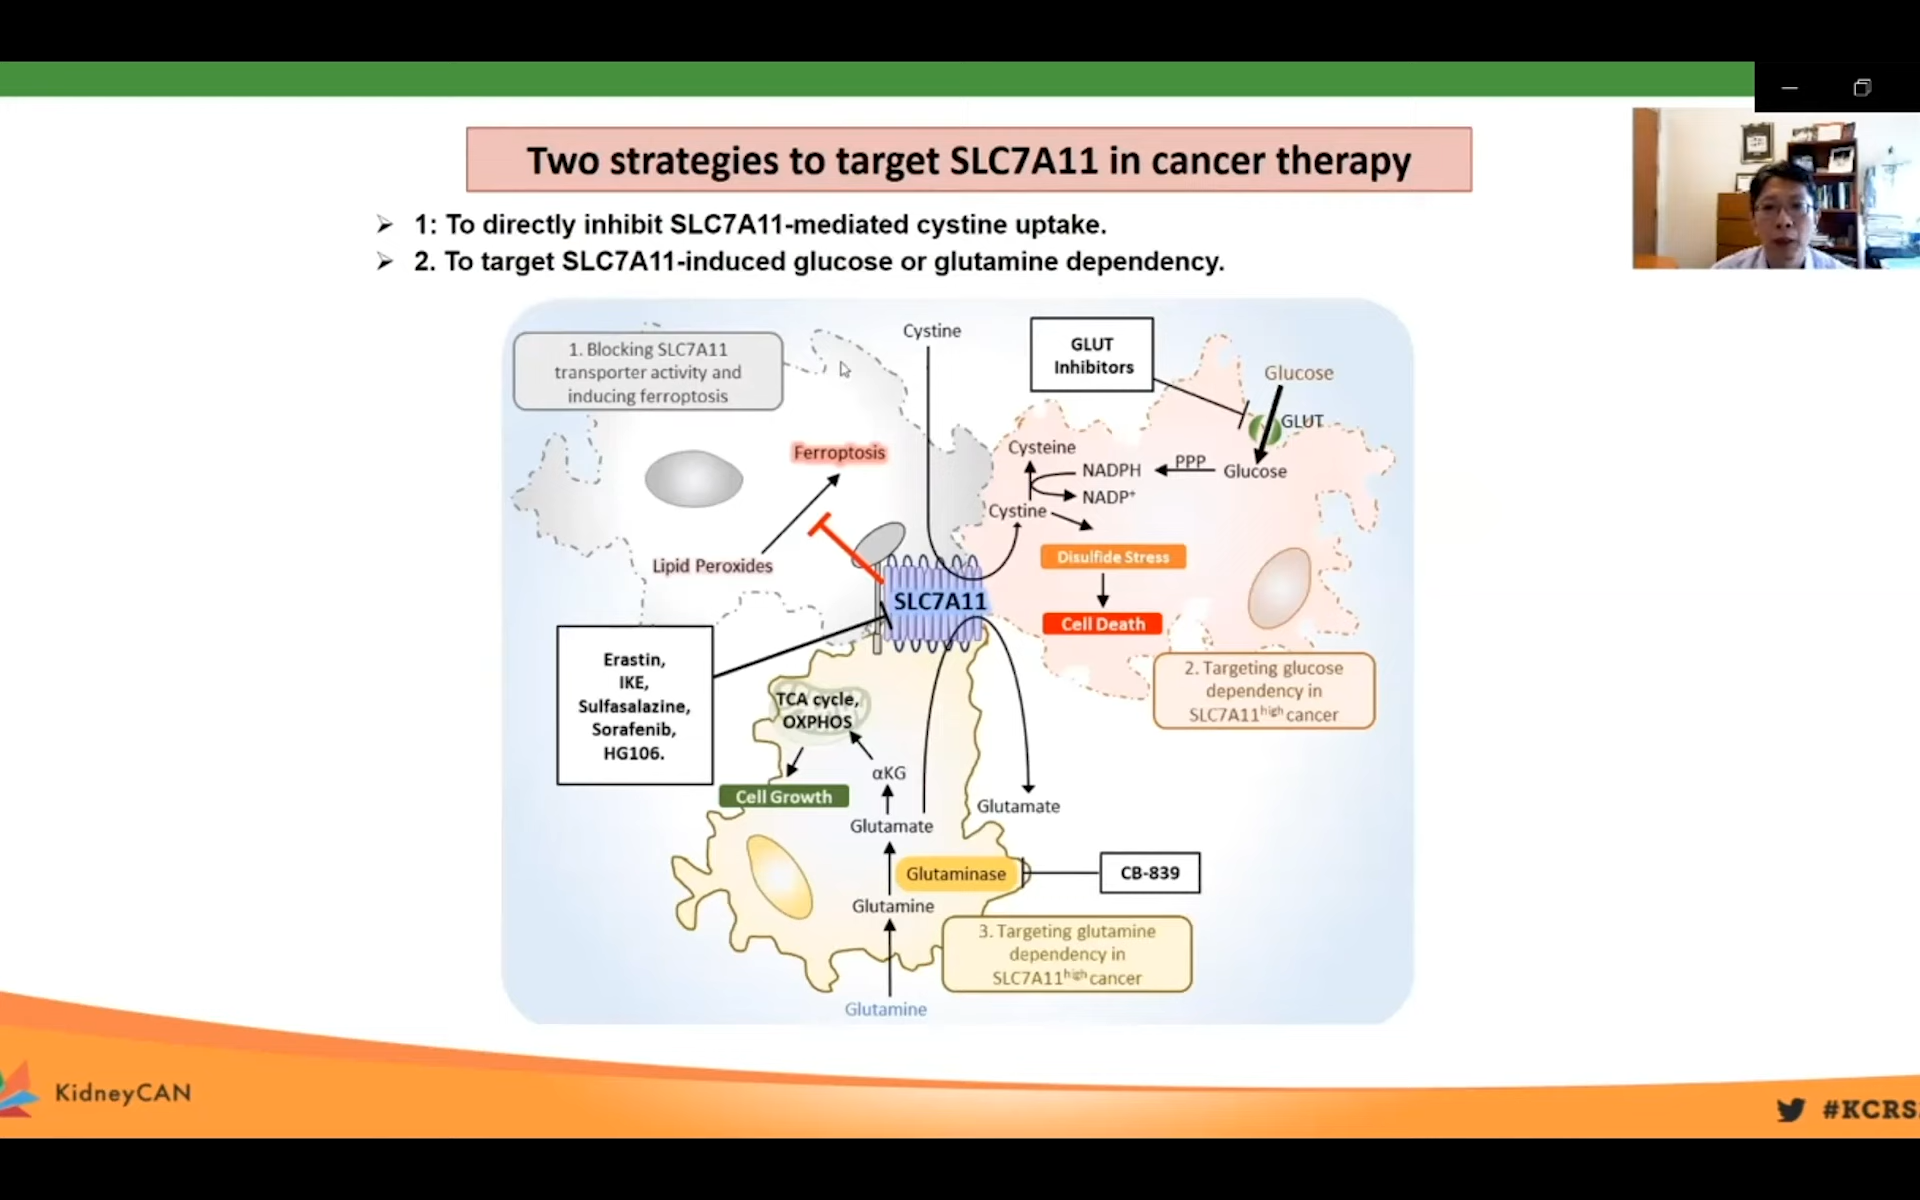 Two strategies to target SLC7A11 in cancer therapy
1: To directly inhibit SLC7A11-mediated cystine uptake.
2. To target SLC7A11-induced glucose or glutamine dependency.
1. Blocking SLC7A11
transporter activity and
inducing ferroptosis
Cystine
GLUT
Inhibitors
Glucose
GLUT
Ferroptosis
Cysteine
NADPH
PPP
Glucose
NADP⁺
Cystine
Lipid Peroxides
Disulfide Stress
SLC7A11
Cell Death
Erastin,
IKE,
Sulfasalazine,
Sorafenib,
HG106.
2. Targeting glucose
dependency in
SLC7A11ʰⁱᵍʰ cancer
TCA cycle,
OXPHOS
αKG
Cell Growth
Glutamate
Glutamate
Glutaminase
CB-839
Glutamine
3. Targeting glutamine
dependency in
SLC7A11ʰⁱᵍʰ cancer
Glutamine
KidneyCAN
#KCRS